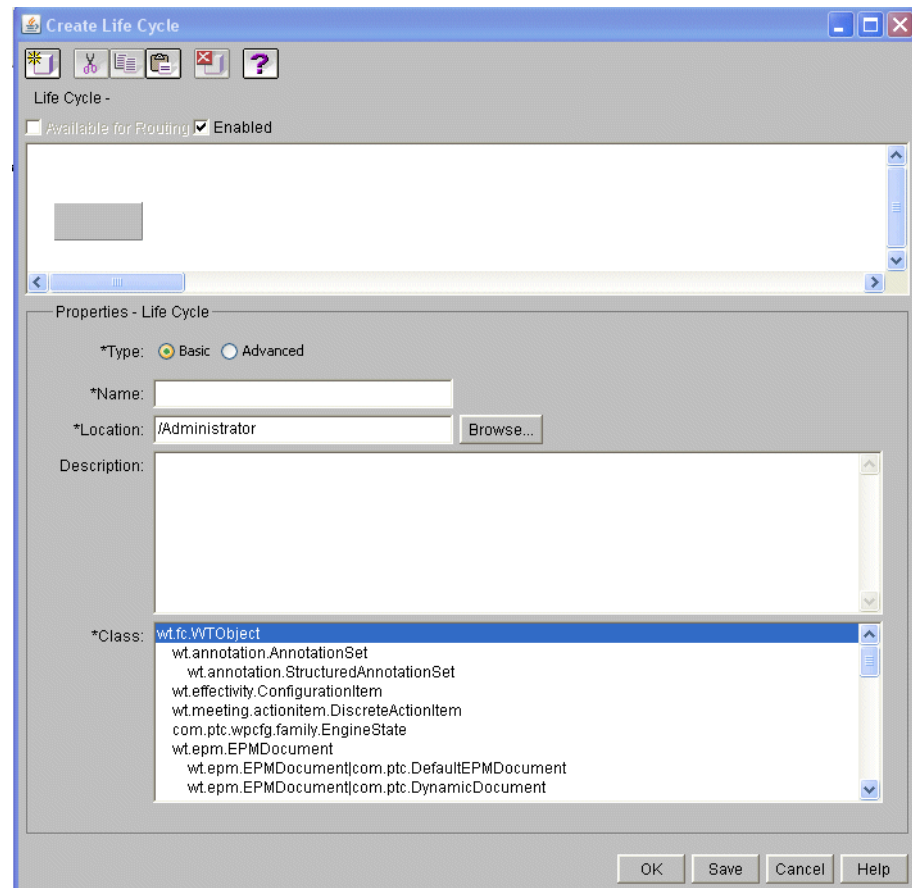 Create Life Cycle
?
Life Cycle -
Available for Routing Enabled
Properties - Life Cycle
*Type: Basic Advanced
*Name:
*Location: /Administrator Browse...
Description:
*Class: wt.fc.WTObject
wt.annotation.AnnotationSet
wt.annotation.StructuredAnnotationSet
wt.effectivity.ConfigurationItem
wt.meeting.actionitem.DiscreteActionItem
com.ptc.wpcfg.family.EngineState
wt.epm.EPMDocument
wt.epm.EPMDocument|com.ptc.DefaultEPMDocument
wt.epm.EPMDocument|com.ptc.DynamicDocument
OK Save Cancel Help